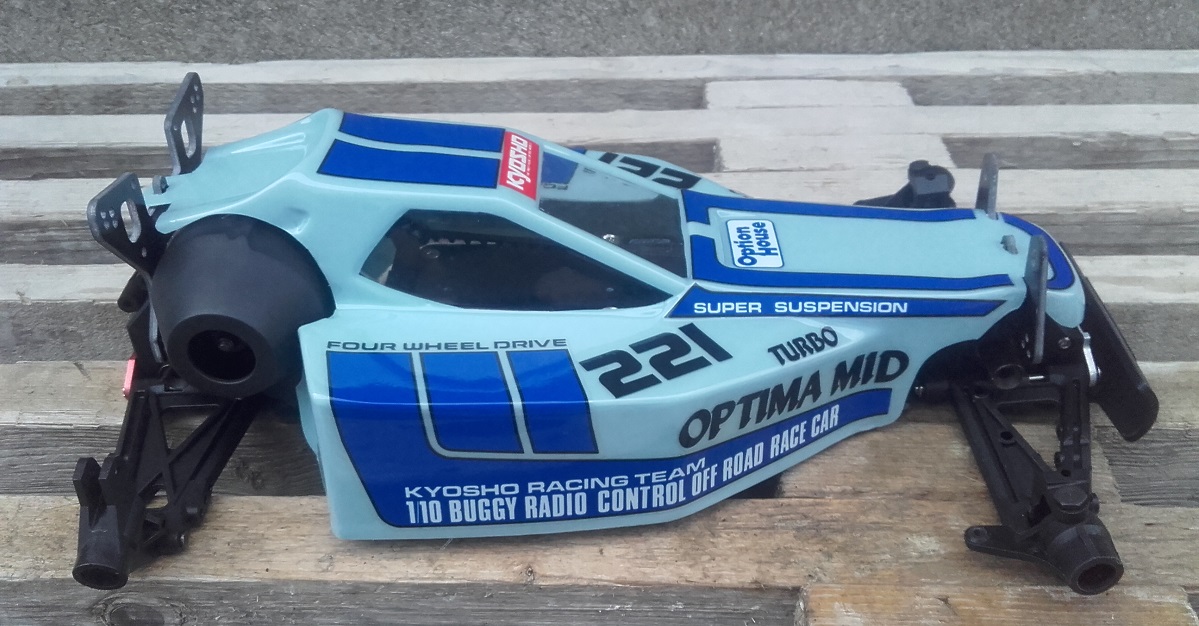 KYOSHO
221
Option
House
SUPER SUSPENSION
FOUR WHEEL DRIVE
221
TURBO
OPTIMA MID
KYOSHO RACING TEAM
1/10 BUGGY RADIO CONTROL OFF ROAD RACE CAR